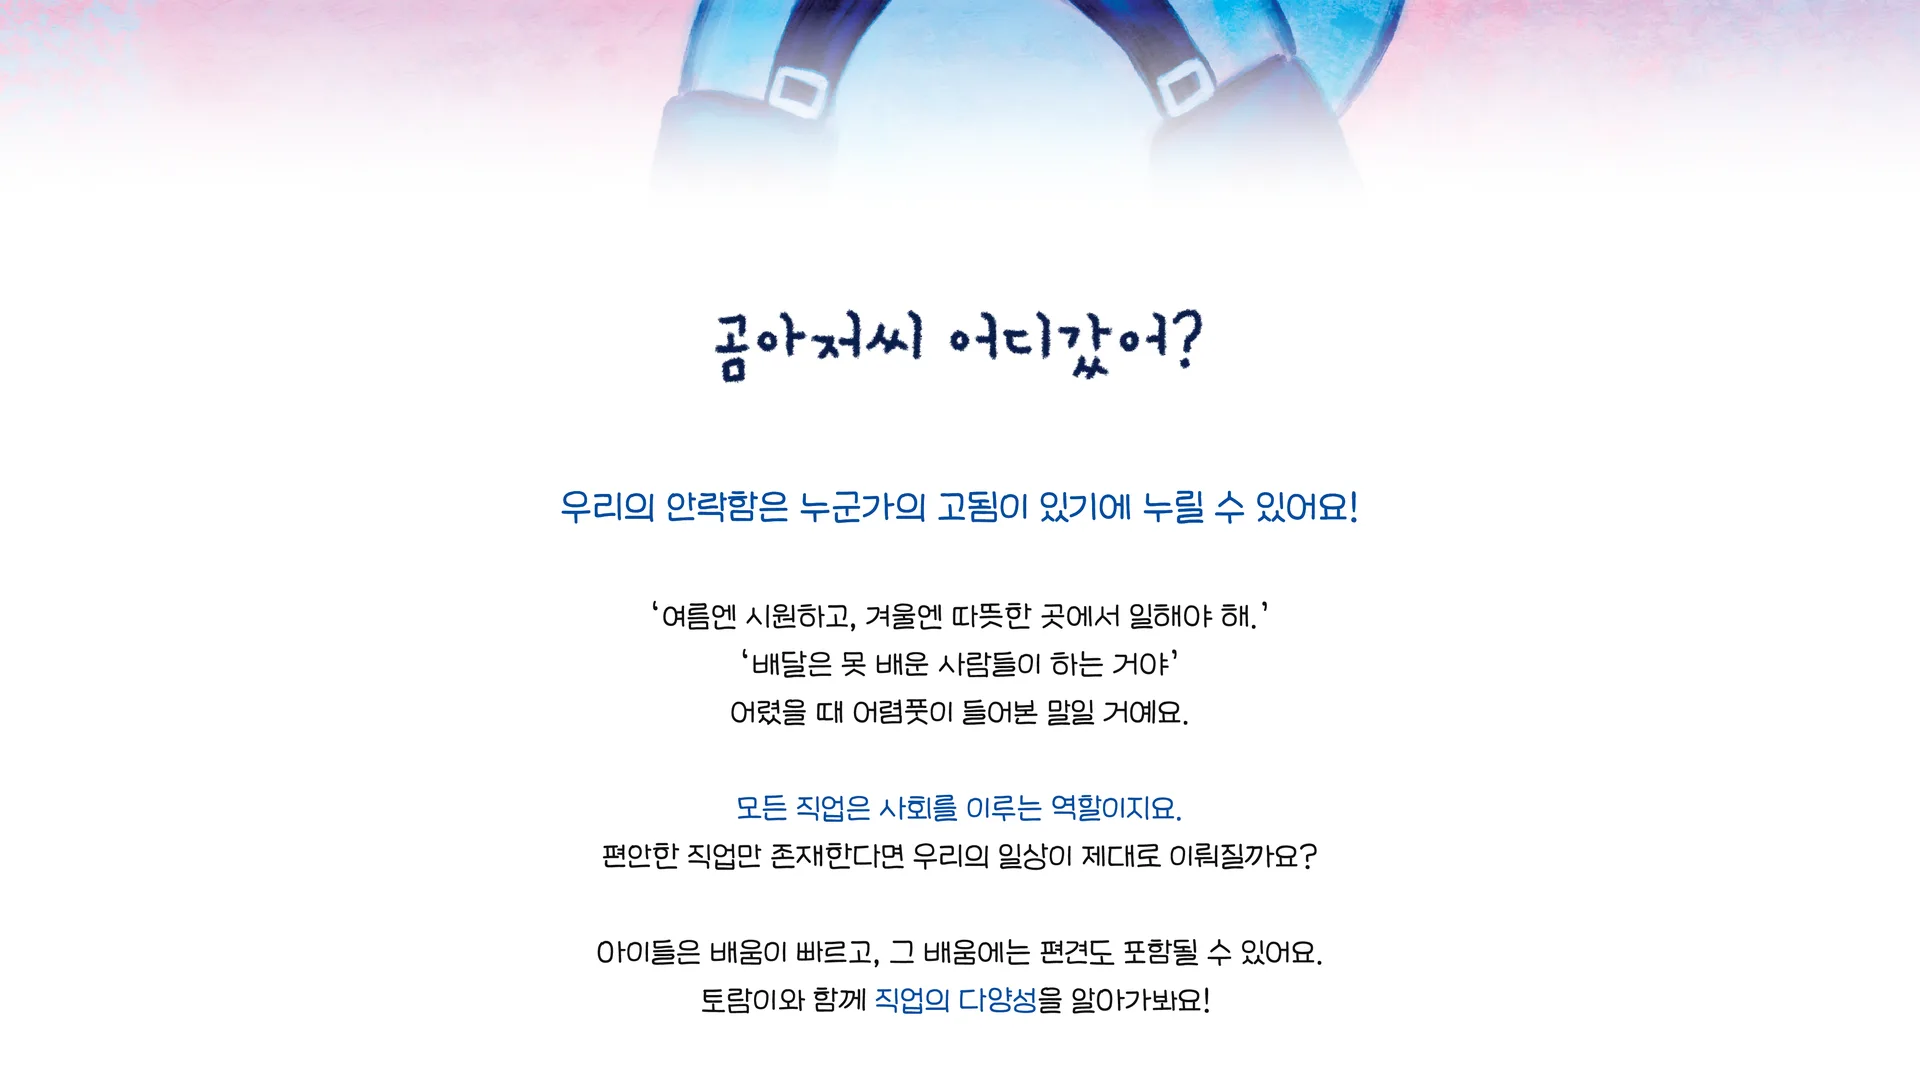 곰아저씨 어디갔어?
우리의 안락함은 누군가의 고됨이 있기에 누릴 수 있어요!
‘여름엔 시원하고, 겨울엔 따뜻한 곳에서 일해야 해.’
‘배달은 못 배운 사람들이 하는 거야’
어렸을 때 어렴풋이 들어본 말일 거예요.
모든 직업은 사회를 이루는 역할이지요.
편안한 직업만 존재한다면 우리의 일상이 제대로 이뤄질까요?
아이들은 배움이 빠르고, 그 배움에는 편견도 포함될 수 있어요.
토람이와 함께 직업의 다양성을 알아가봐요!